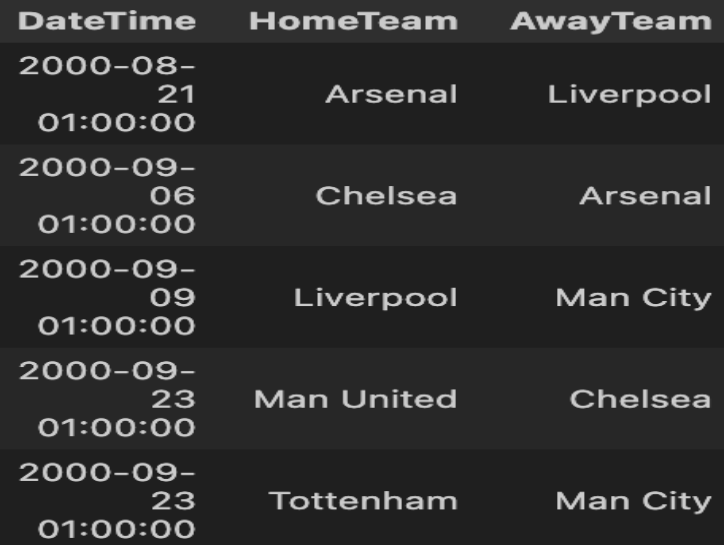 DateTime HomeTeam AwayTeam
2000-08-
21 Arsenal Liverpool
01:00:00
2000-09-
06 Chelsea Arsenal
01:00:00
2000-09-
09 Liverpool Man City
01:00:00
2000-09-
23 Man United Chelsea
01:00:00
2000-09-
23 Tottenham Man City
01:00:00